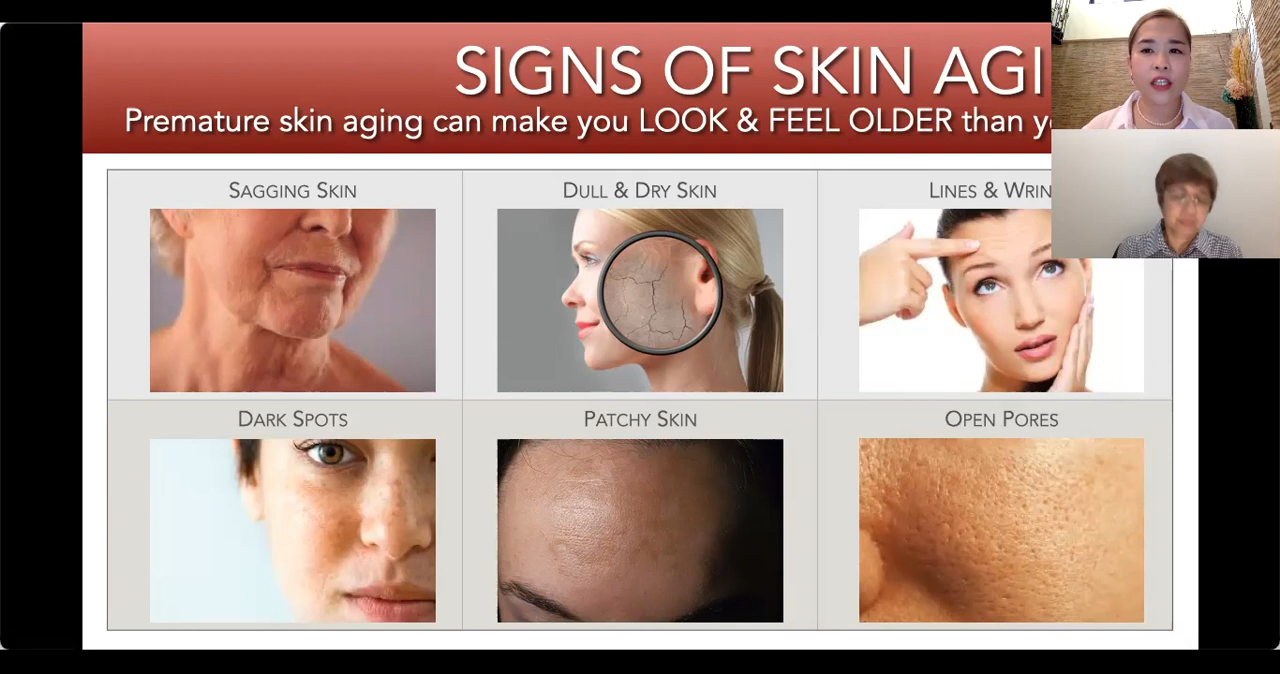 SIGNS OF SKIN AGI
Premature skin aging can make you LOOK & FEEL OLDER than y
SAGGING SKIN
DULL & DRY SKIN
LINES & WRIN
DARK SPOTS
PATCHY SKIN
OPEN PORES